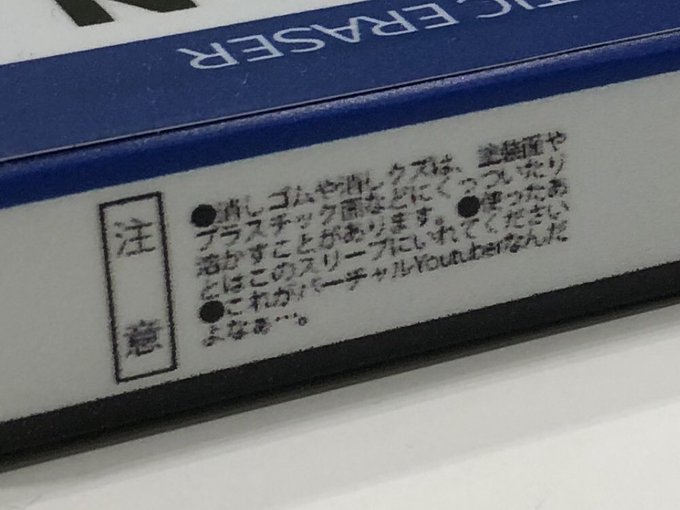 N
TIC ERASER
注意
●消しゴムや消しクズは、塗装面や
プラスチック面などにくっついたり
溶かすことがあります。●使ったあ
とはこのスリーブにいれてください、
●これがバーチャルYoutuberなんだ
よなぁ…。